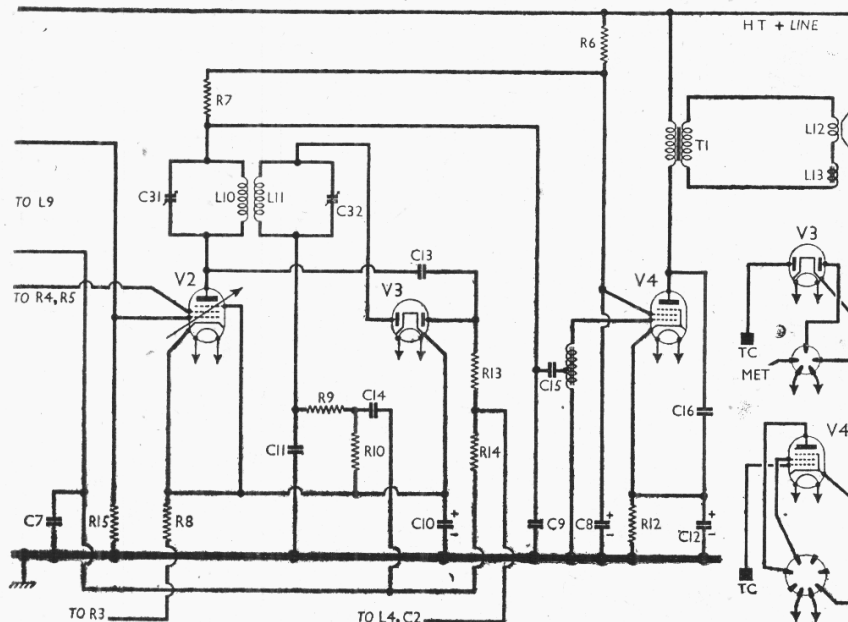 HT + LINE
R6
R7
T1
L12
L13
C31
L10
L11
C32
TO L9
C13
V3
V2
V3
V4
TO R4, R5
TC
MET
R13
C15
R9
C14
C16
V4
R10
R14
C11
C7
R15
R8
C10
C9
C8
R12
C12
+
-
+
-
+
-
TC
TO R3
TO L4, C2